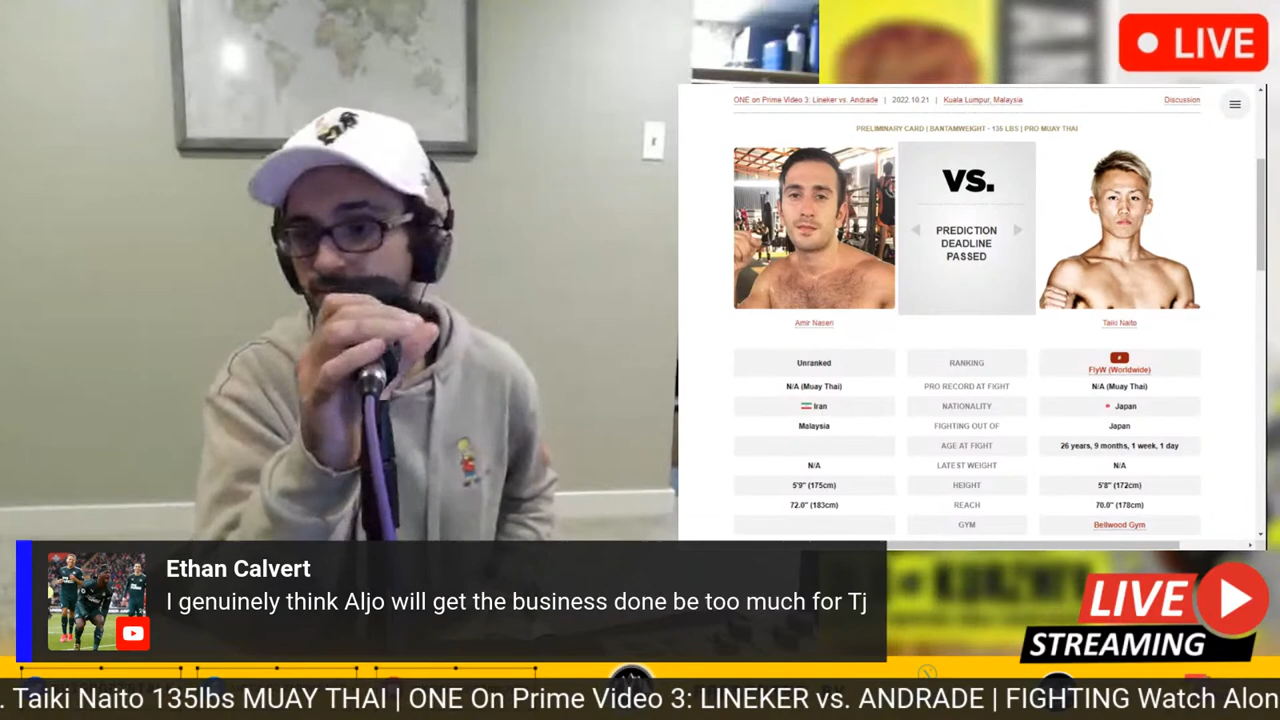 LIVE
ONE on Prime Video 3: Lineker vs. Andrade | 2022.10.21 | Kuala Lumpur, Malaysia
Discussion
PRELIMINARY CARD | BANTAMWEIGHT - 135 LBS | PRO MUAY THAI
VS.
PREDICTION
DEADLINE
PASSED
Amir Naseri
Taiki Naito
Unranked RANKING FlyW (Worldwide)
N/A (Muay Thai) PRO RECORD AT FIGHT N/A (Muay Thai)
Iran NATIONALITY Japan
Malaysia FIGHTING OUT OF Japan
AGE AT FIGHT 26 years, 9 months, 1 week, 1 day
N/A LATEST WEIGHT N/A
5'9" (175cm) HEIGHT 5'8" (172cm)
72.0" (183cm) REACH 70.0" (178cm)
GYM Bellwood Gym
Ethan Calvert
I genuinely think Aljo will get the business done be too much for Tj
LIVE
STREAMING
. Taiki Naito 135lbs MUAY THAI | ONE On Prime Video 3: LINEKER vs. ANDRADE | FIGHTING Watch Alon